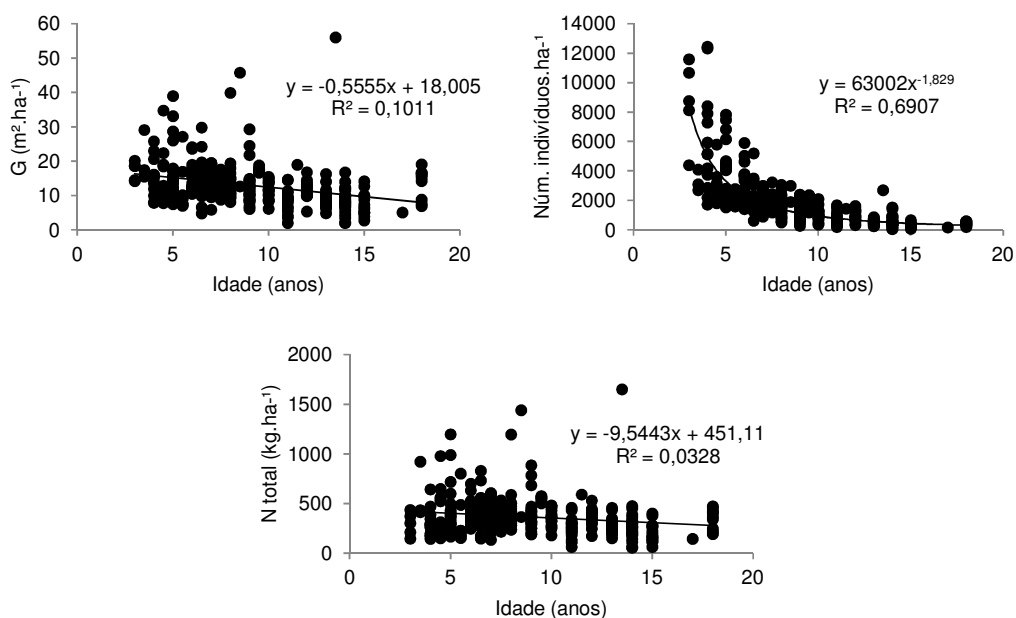 G (m².ha-¹)
60
50
40
30
20
10
0
y = -0,5555x + 18,005
R² = 0,1011
0 5 10 15 20
Idade (anos)
Núm. indivíduos.ha-¹
14000
12000
10000
8000
6000
4000
2000
0
y = 63002x^-1,829
R² = 0,6907
0 5 10 15 20
Idade (anos)
N total (kg.ha-¹)
2000
1500
1000
500
0
y = -9,5443x + 451,11
R² = 0,0328
0 5 10 15 20
Idade (anos)